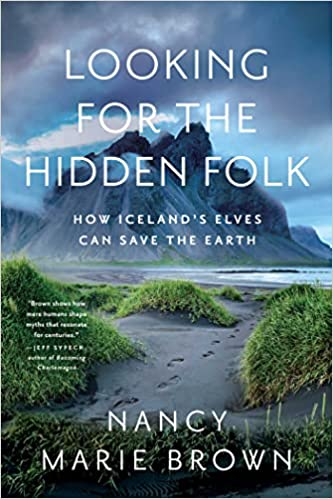 LOOKING
FOR THE
HIDDEN FOLK
HOW ICELAND'S ELVES
CAN SAVE THE EARTH
"Brown shows how
mere humans shape
myths that resonate
for centuries."
—JEFF SYPECK,
author of Becoming
Charlemagne
NANCY
MARIE BROWN